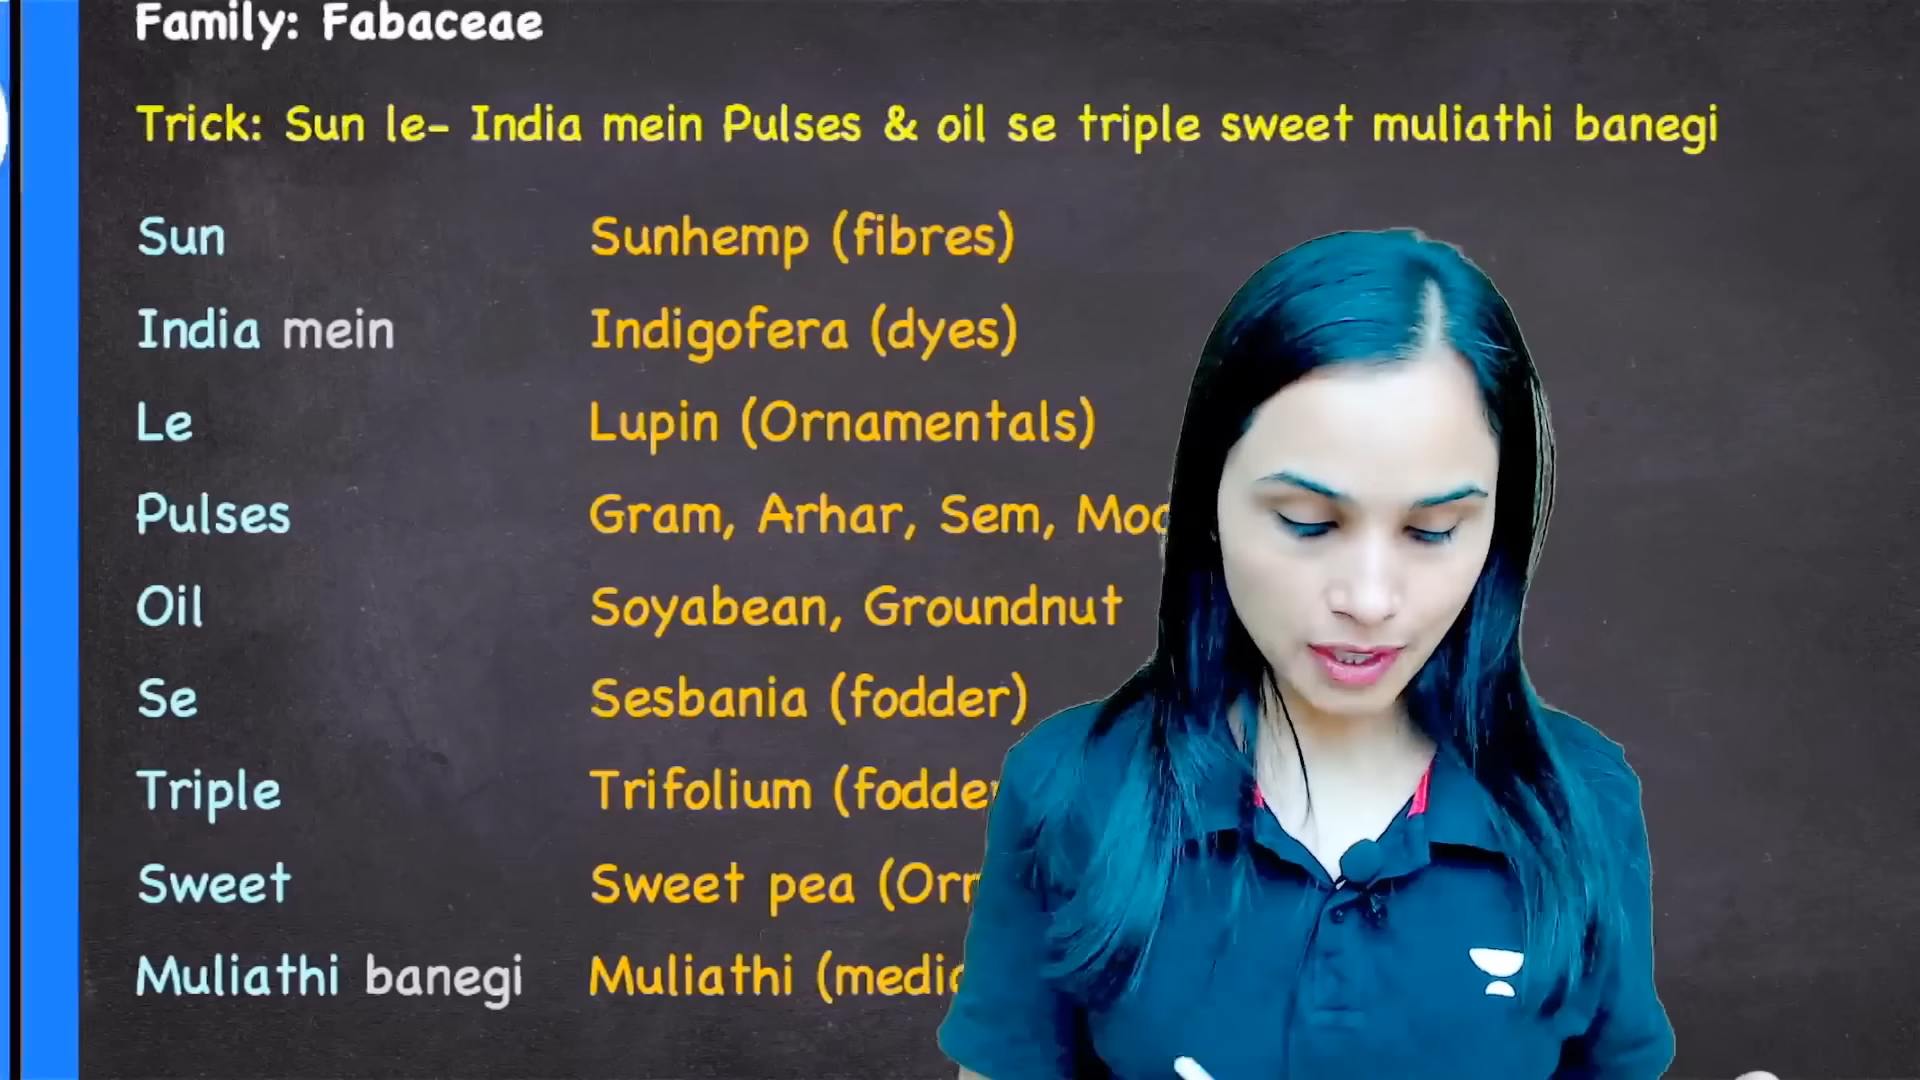 Family: Fabaceae
Trick: Sun le- India mein Pulses & oil se triple sweet muliathi banegi
Sun Sunhemp (fibres)
India mein Indigofera (dyes)
Le Lupin (Ornamentals)
Pulses Gram, Arhar, Sem,
Oil Soyabean, Groundnut
Se Sesbania (fodder)
Triple Trifolium
Sweet Sweet pea
Muliathi banegi Muliathi